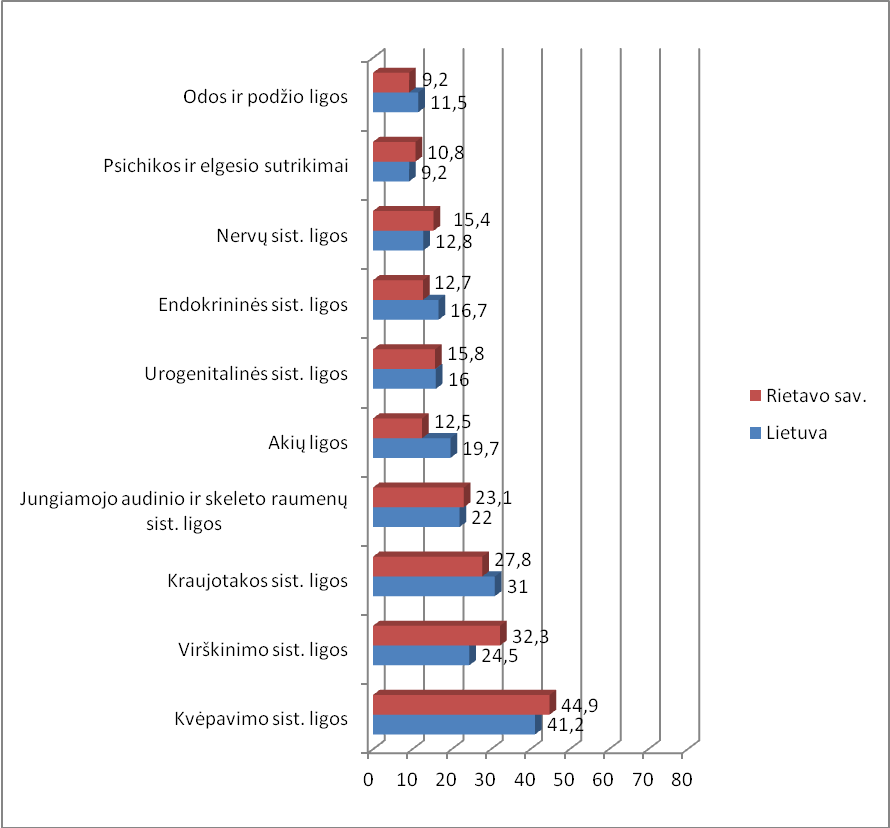 Odos ir podžio ligos
9,2
11,5
Psichikos ir elgesio sutrikimai
10,8
9,2
Nervų sist. ligos
15,4
12,8
Endokrininės sist. ligos
12,7
16,7
Urogenitalinės sist. ligos
15,8
16
Akių ligos
12,5
19,7
Jungiamojo audinio ir skeleto raumenų
sist. ligos
23,1
22
Kraujotakos sist. ligos
27,8
31
Virškinimo sist. ligos
32,3
24,5
Kvėpavimo sist. ligos
44,9
41,2
0 10 20 30 40 50 60 70 80
Rietavo sav.
Lietuva